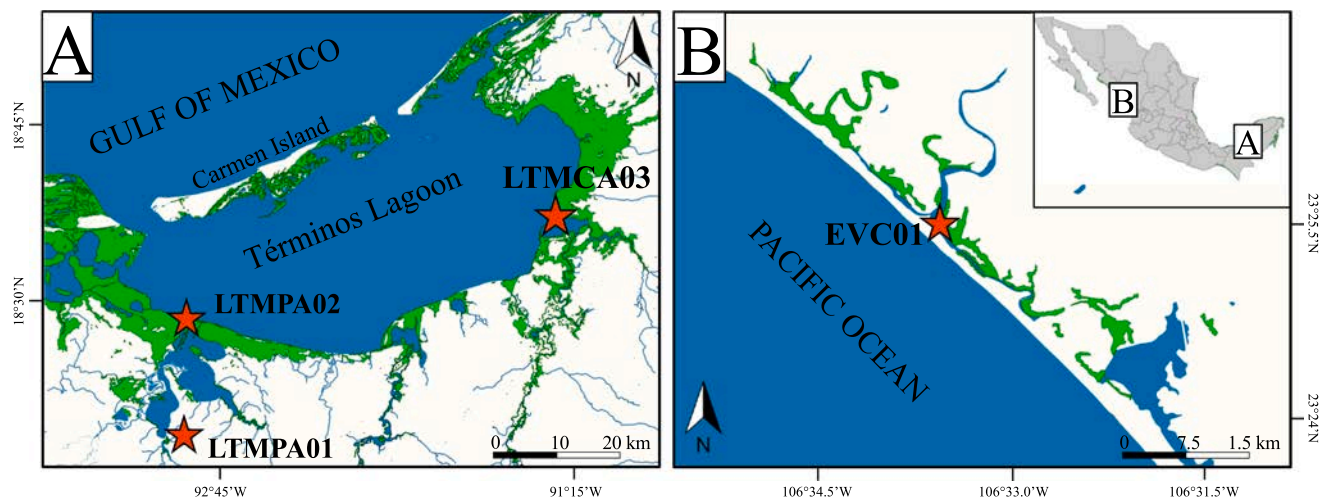 A
GULF OF MEXICO
Carmen Island
Términos Lagoon
LTMCA03
LTMPA02
LTMPA01
N
0 10 20 km
18°45'N
18°30'N
92°45'W
91°15'W
B
PACIFIC OCEAN
EVC01
N
0 7.5 1.5 km
B
A
23°25.5'N
23°24'N
106°34.5'W
106°33.0'W
106°31.5'W